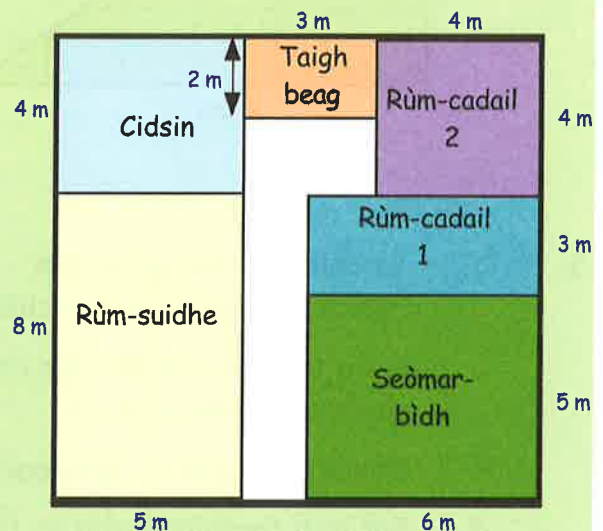 3 m
4 m
Taigh
beag
2 m
4 m
Cidsin
Rùm-cadail
2
4 m
Rùm-cadail
1
3 m
8 m
Rùm-suidhe
Seòmar-
bìdh
5 m
5 m
6 m